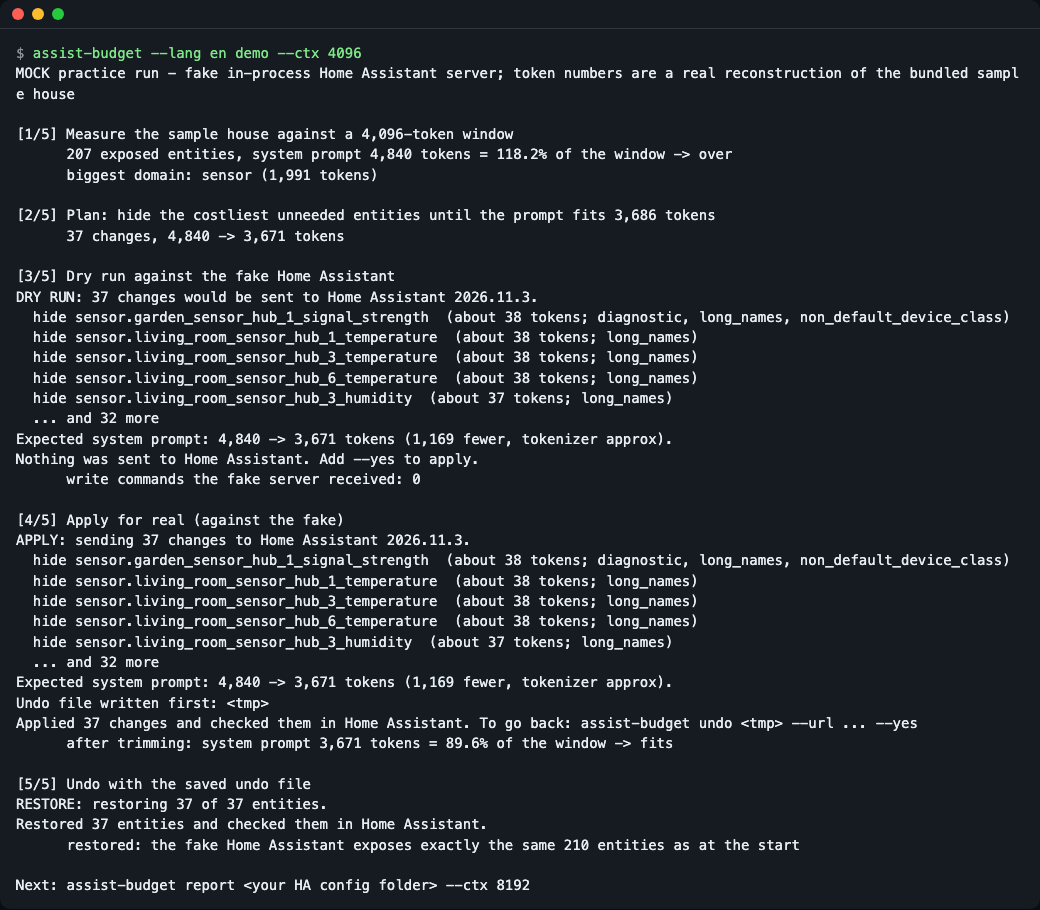 $ assist-budget --lang en demo --ctx 4096
MOCK practice run - fake in-process Home Assistant server; token numbers are a real reconstruction of the bundled sampl
e house
[1/5] Measure the sample house against a 4,096-token window
207 exposed entities, system prompt 4,840 tokens = 118.2% of the window -> over
biggest domain: sensor (1,991 tokens)
[2/5] Plan: hide the costliest unneeded entities until the prompt fits 3,686 tokens
37 changes, 4,840 -> 3,671 tokens
[3/5] Dry run against the fake Home Assistant
DRY RUN: 37 changes would be sent to Home Assistant 2026.11.3.
hide sensor.garden_sensor_hub_1_signal_strength  (about 38 tokens; diagnostic, long_names, non_default_device_class)
hide sensor.living_room_sensor_hub_1_temperature  (about 38 tokens; long_names)
hide sensor.living_room_sensor_hub_3_temperature  (about 38 tokens; long_names)
hide sensor.living_room_sensor_hub_6_temperature  (about 38 tokens; long_names)
hide sensor.living_room_sensor_hub_3_humidity  (about 37 tokens; long_names)
... and 32 more
Expected system prompt: 4,840 -> 3,671 tokens (1,169 fewer, tokenizer approx).
Nothing was sent to Home Assistant. Add --yes to apply.
write commands the fake server received: 0
[4/5] Apply for real (against the fake)
APPLY: sending 37 changes to Home Assistant 2026.11.3.
hide sensor.garden_sensor_hub_1_signal_strength  (about 38 tokens; diagnostic, long_names, non_default_device_class)
hide sensor.living_room_sensor_hub_1_temperature  (about 38 tokens; long_names)
hide sensor.living_room_sensor_hub_3_temperature  (about 38 tokens; long_names)
hide sensor.living_room_sensor_hub_6_temperature  (about 38 tokens; long_names)
hide sensor.living_room_sensor_hub_3_humidity  (about 37 tokens; long_names)
... and 32 more
Expected system prompt: 4,840 -> 3,671 tokens (1,169 fewer, tokenizer approx).
Undo file written first: <tmp>
Applied 37 changes and checked them in Home Assistant. To go back: assist-budget undo <tmp> --url ... --yes
after trimming: system prompt 3,671 tokens = 89.6% of the window -> fits
[5/5] Undo with the saved undo file
RESTORE: restoring 37 of 37 entities.
Restored 37 entities and checked them in Home Assistant.
restored: the fake Home Assistant exposes exactly the same 210 entities as at the start
Next: assist-budget report <your HA config folder> --ctx 8192